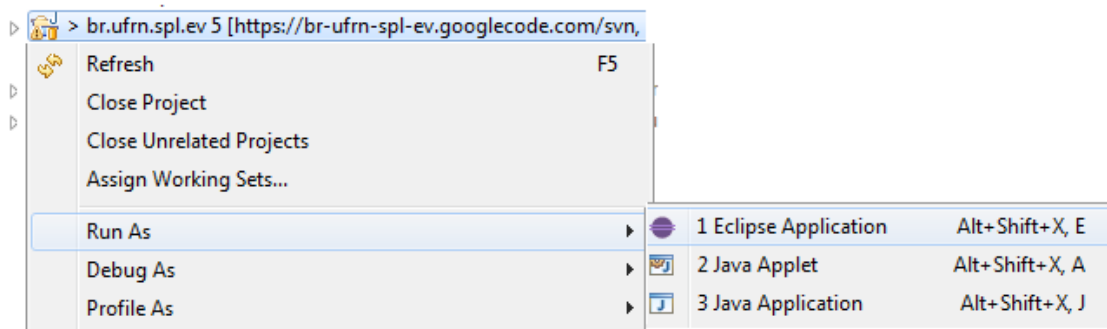 > br.ufrn.spl.ev 5 [https://br-ufrn-spl-ev.googlecode.com/svn,
Refresh F5
Close Project
Close Unrelated Projects
Assign Working Sets...
Run As
1 Eclipse Application Alt+Shift+X, E
Debug As
2 Java Applet Alt+Shift+X, A
Profile As
3 Java Application Alt+Shift+X, J